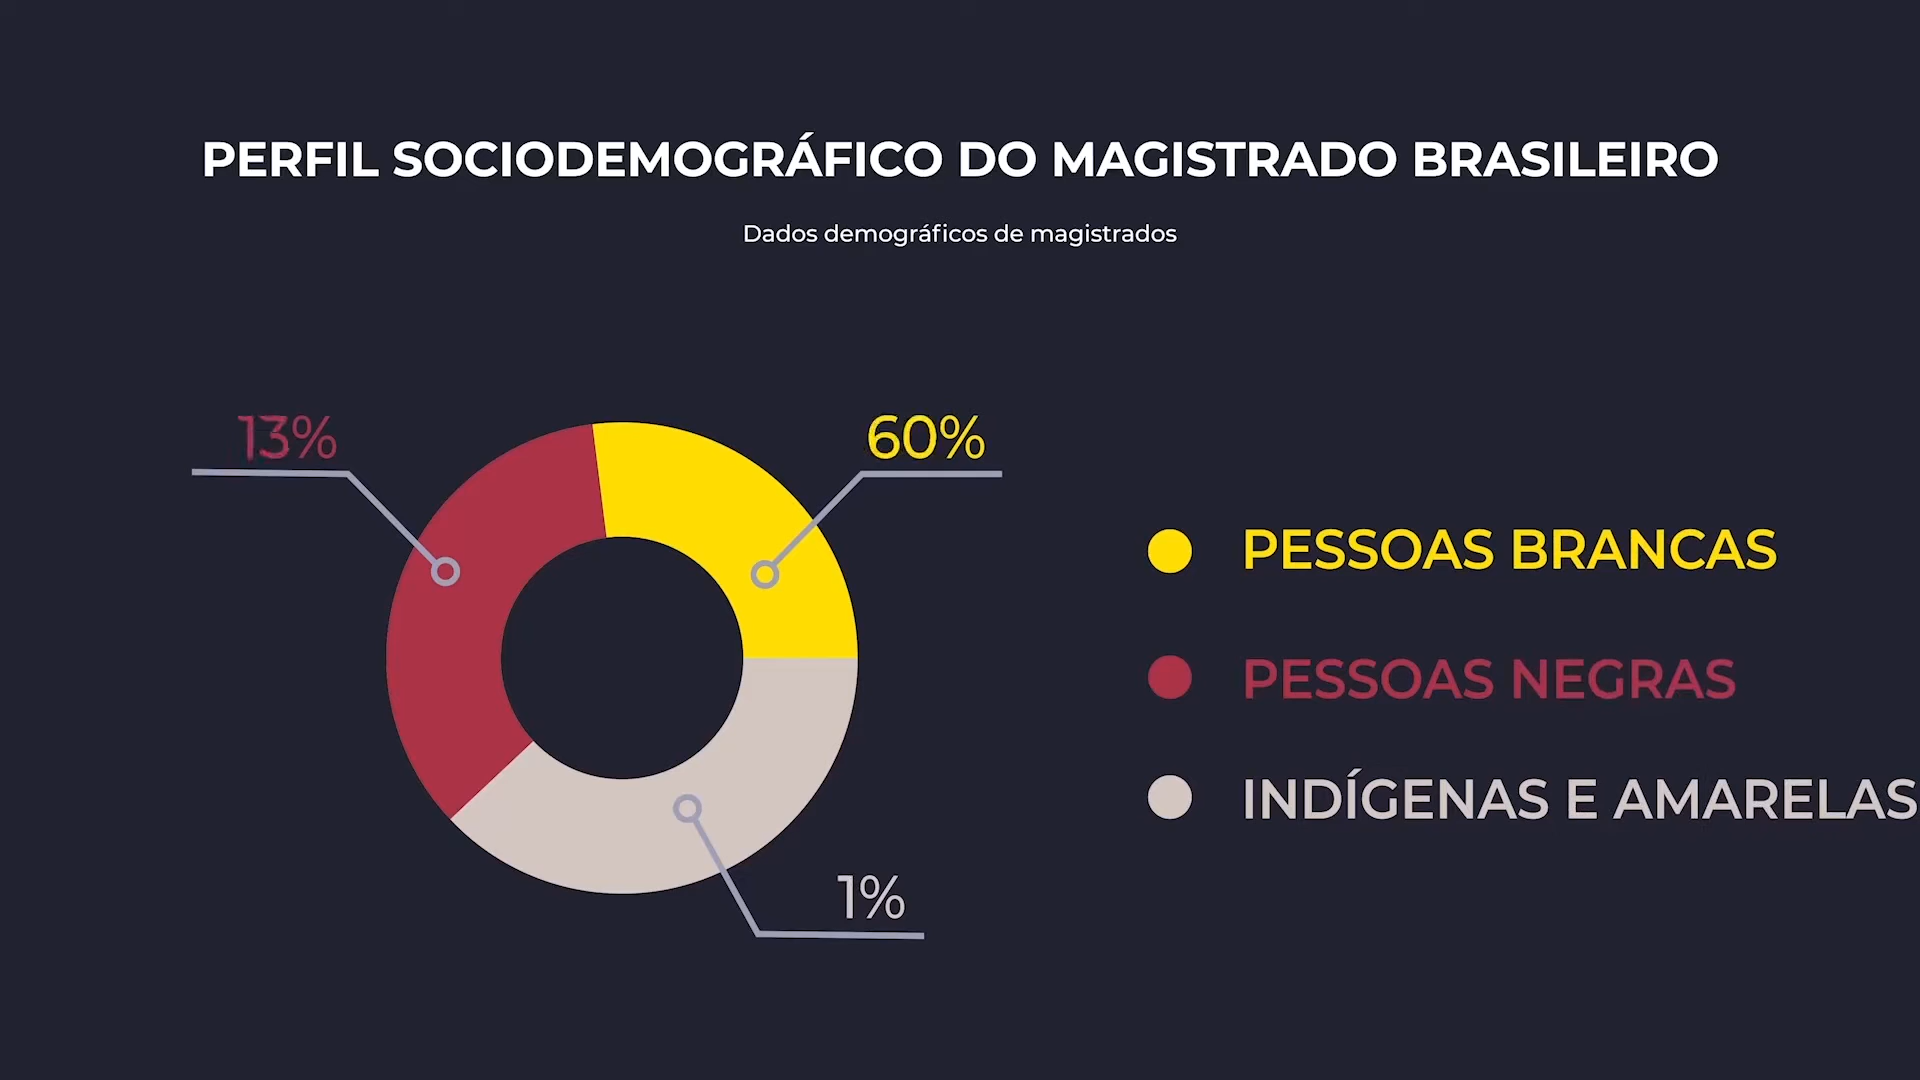 PERFIL SOCIODEMOGRÁFICO DO MAGISTRADO BRASILEIRO
Dados demográficos de magistrados
13%
60%
PESSOAS BRANCAS
PESSOAS NEGRAS
INDÍGENAS E AMARELAS
1%